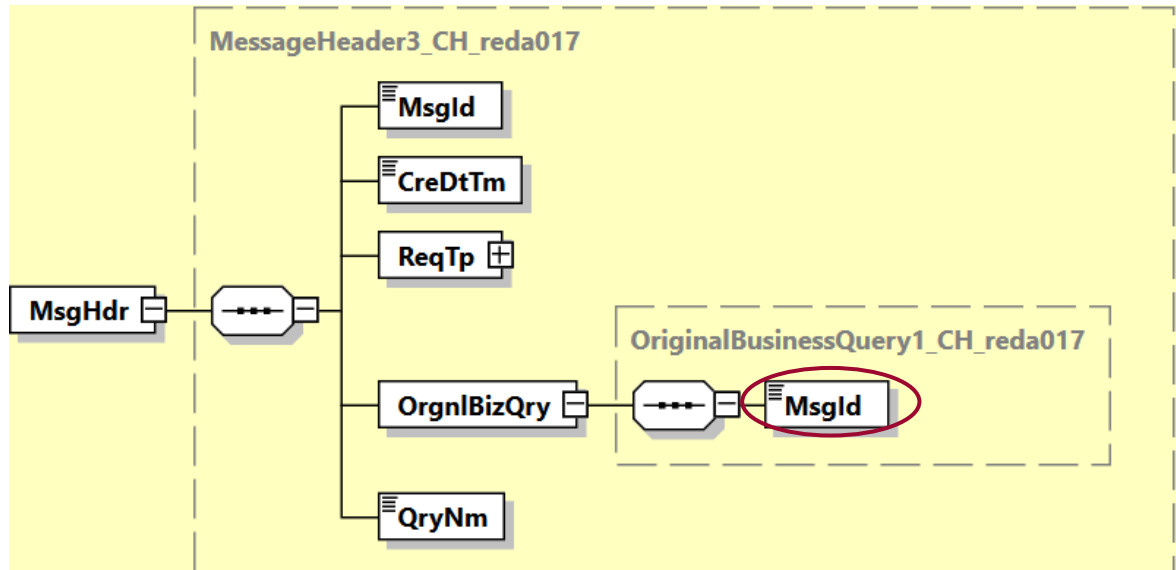 MessageHeader3_CH_reda017
MsgId
CreDtTm
ReqTp
MsgHdr
OriginalBusinessQuery1_CH_reda017
OrgnlBizQry
MsgId
QryNm